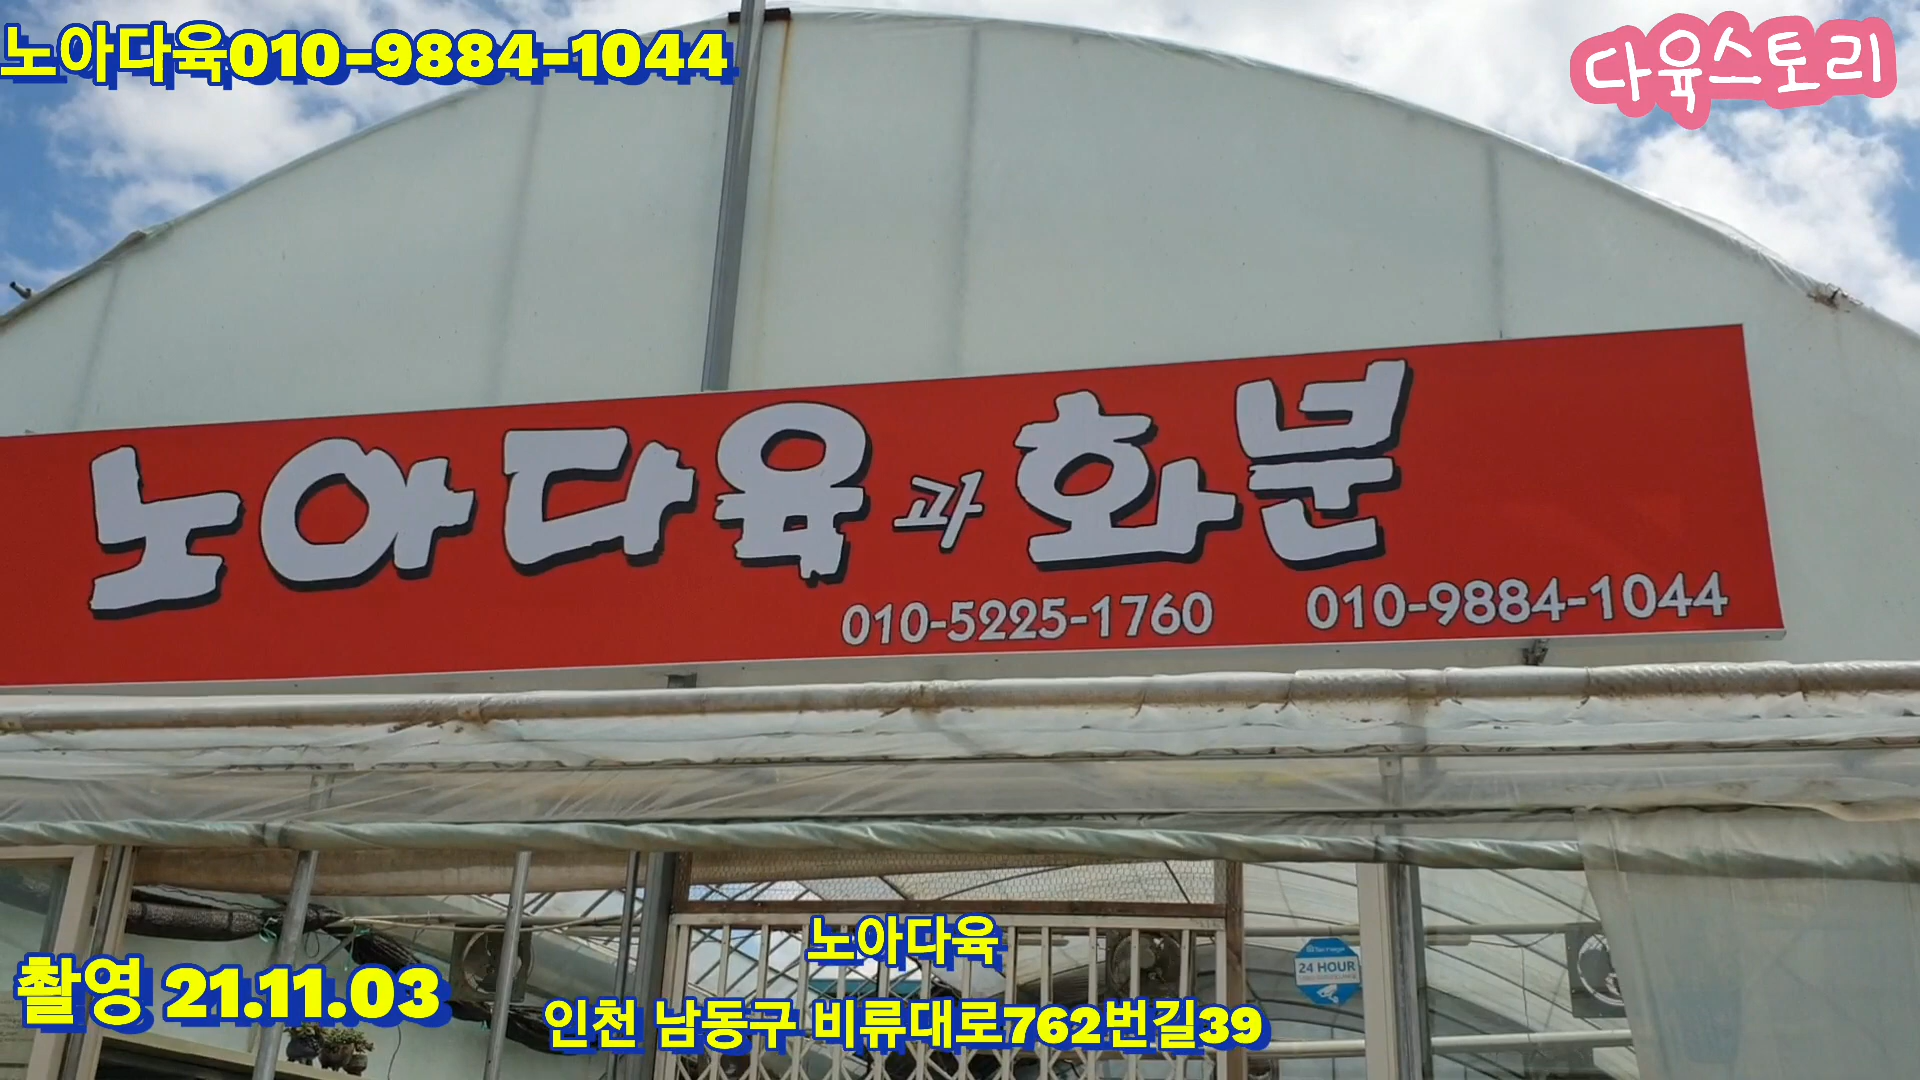 노아다육010-9884-1044
다육스토리
노아다육과 화분
010-5225-1760 010-9884-1044
24 HOUR
촬영 21.11.03
노아다육
인천 남동구 비류대로762번길39